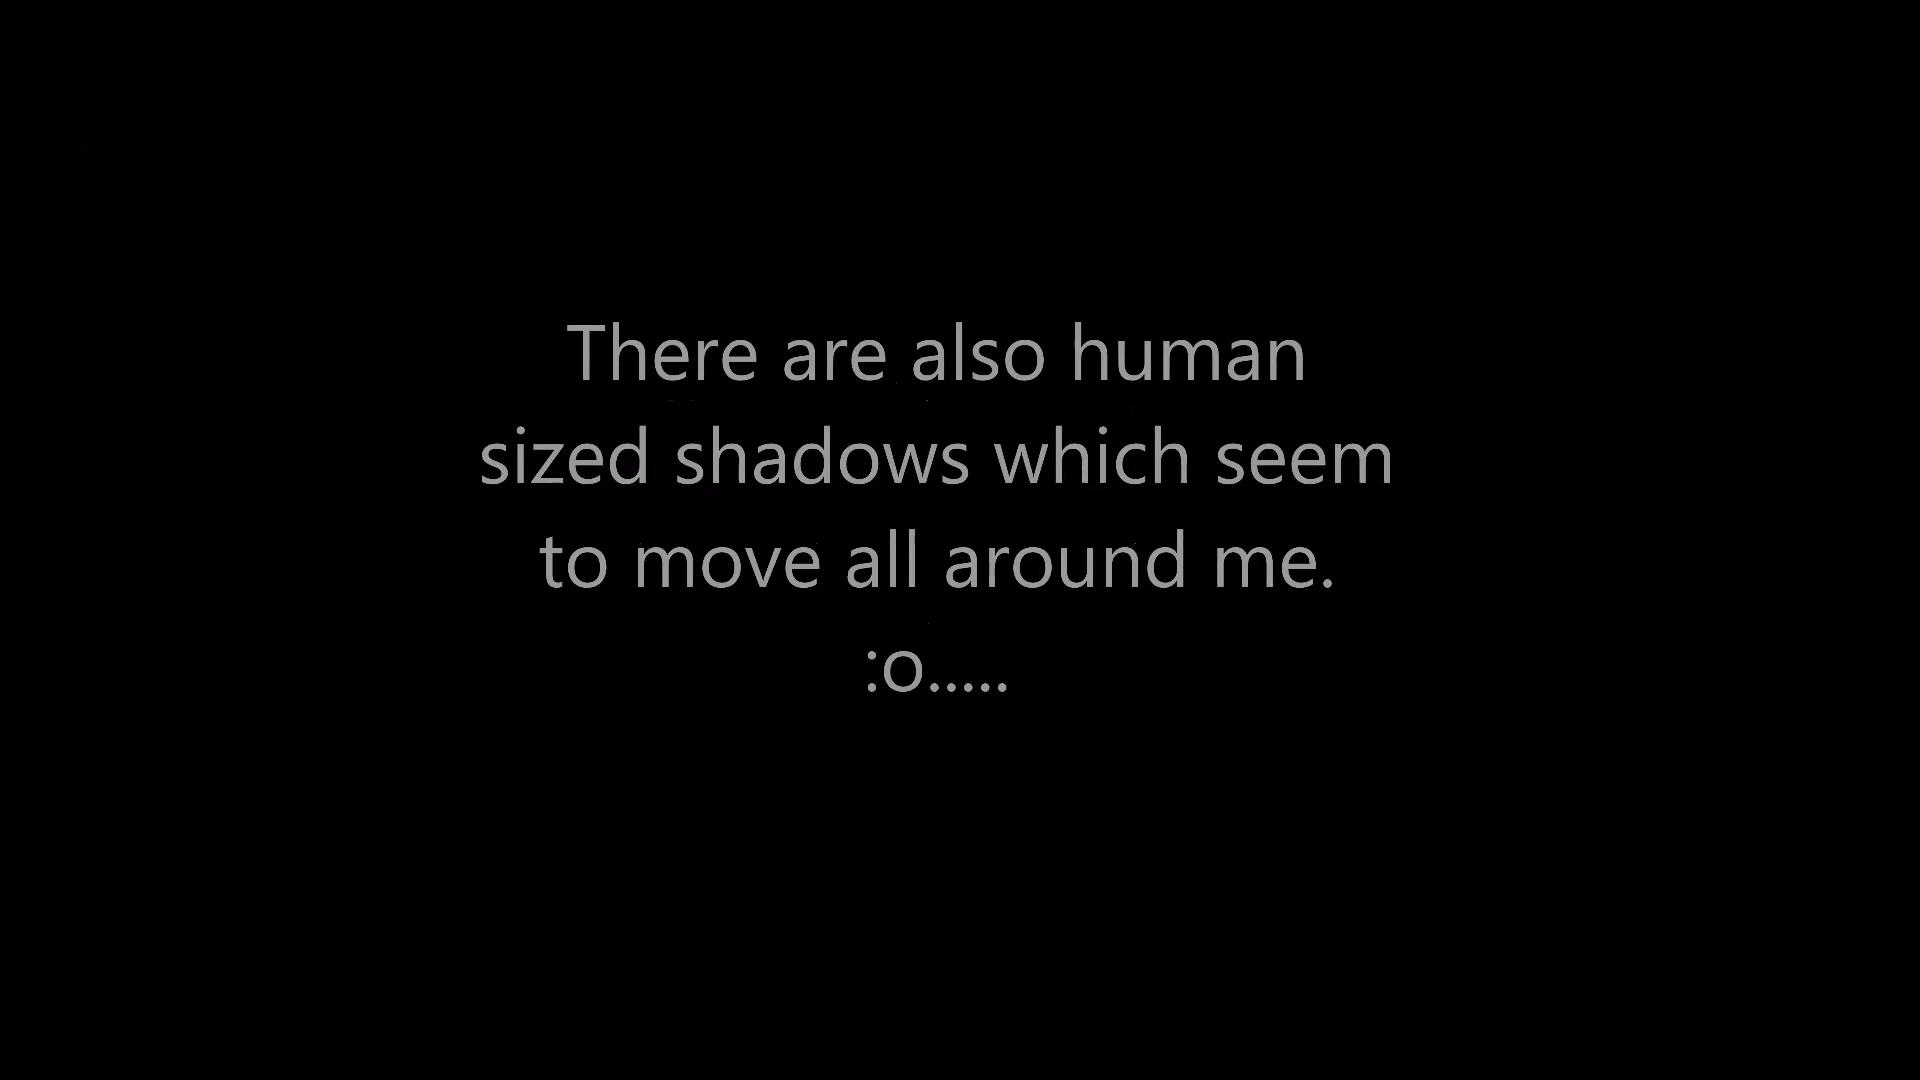 There are also human
sized shadows which seem
to move all around me.
:o.....